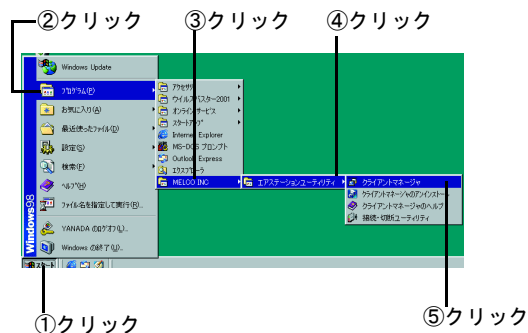 ②クリック
③クリック
④クリック
Windows Update
プログラム(P)
お気に入り(A)
最近使ったファイル(D)
設定(S)
検索(F)
ヘルプ(H)
ファイル名を指定して実行(R)...
YANADA のログオフ(L)...
Windows の終了(U)...
Windows98
スタート
アクセサリ
ウイルスバスター2001
オンライン サービス
スタートアップ
Internet Explorer
MS-DOS プロンプト
Outlook Express
エクスプローラ
MELCO INC
エアステーションユーティリティ
クライアントマネージャ
クライアントマネージャのアンインストール
クライアントマネージャのヘルプ
接続・切断ユーティリティ
①クリック
⑤クリック